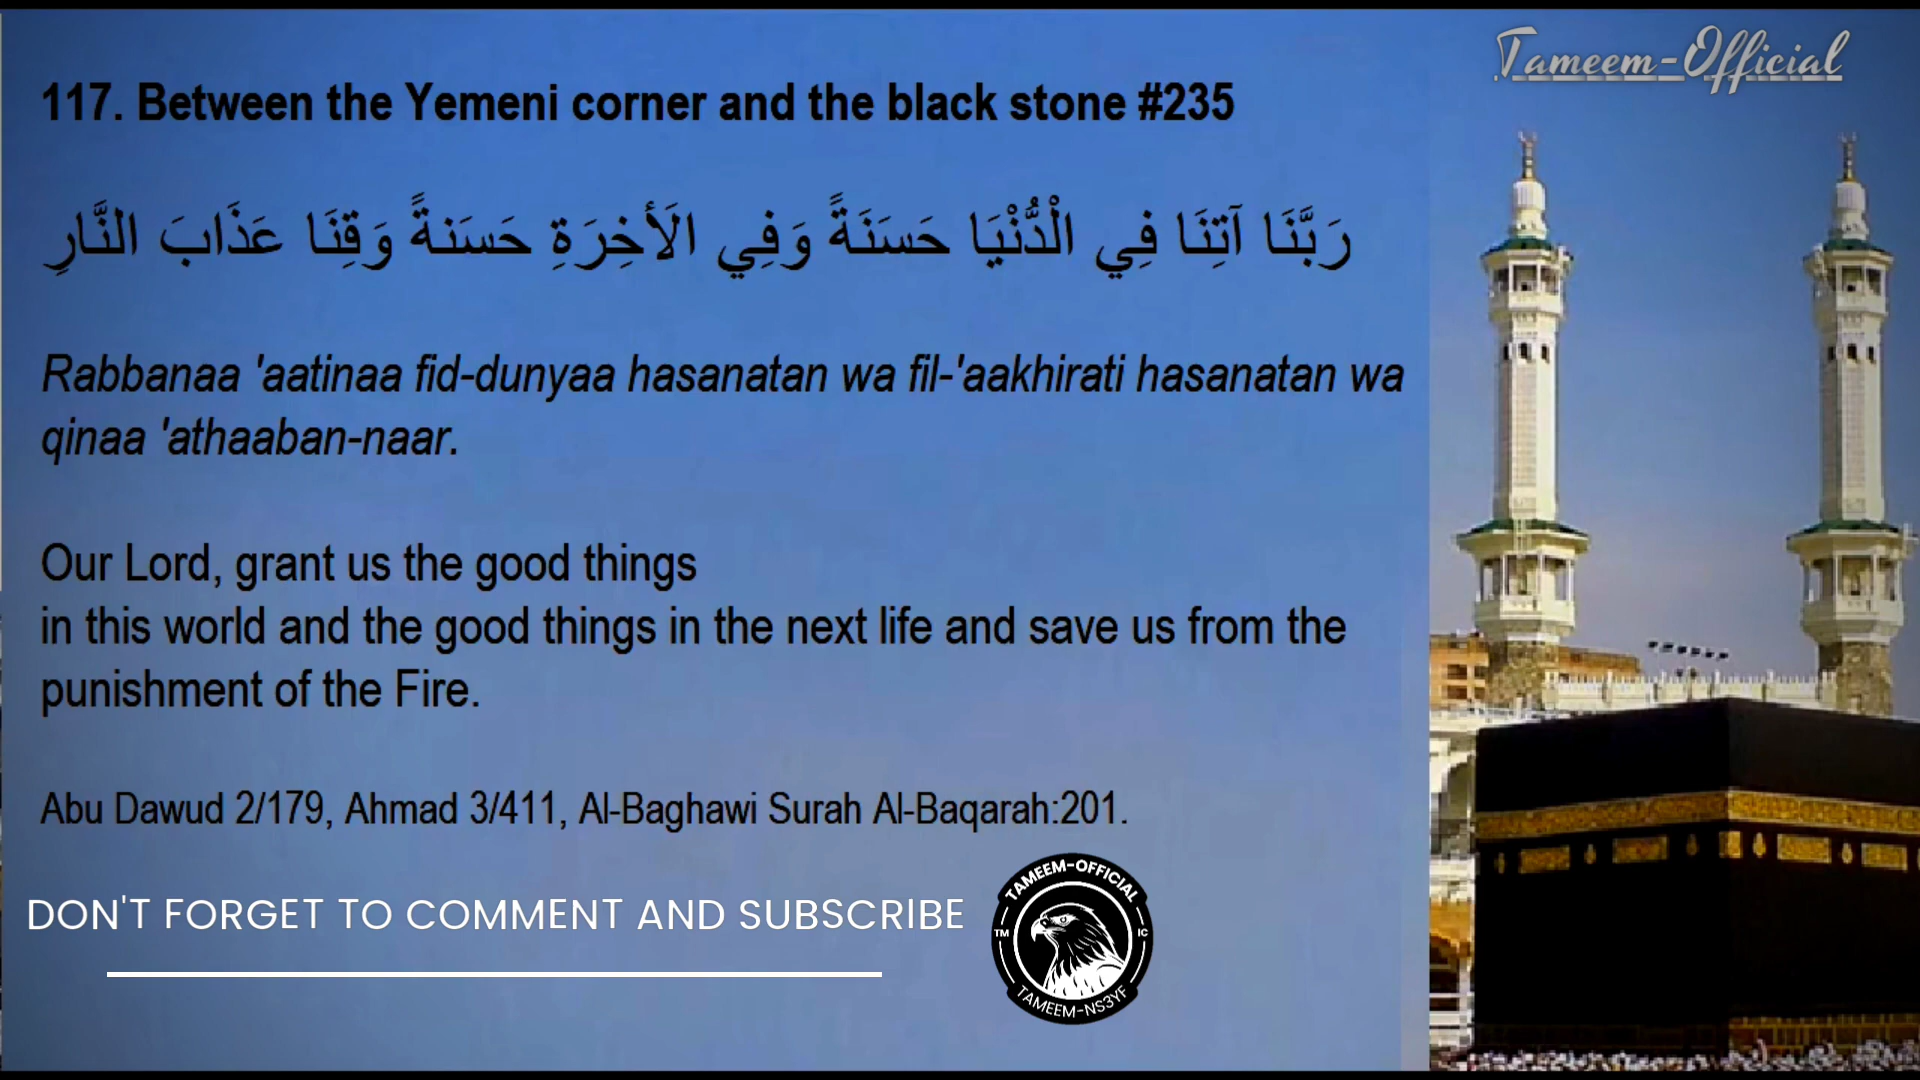 Tameem-Official
117. Between the Yemeni corner and the black stone #235
رَبَّنَا آتِنَا فِي الْدُّنْيَا حَسَنَةً وَفِي الَأخِرَةِ حَسَنةً وَقِنَا عَذَابَ النَّارِ
Rabbanaa 'aatinaa fid-dunyaa hasanatan wa fil-'aakhirati hasanatan wa
qinaa 'athaaban-naar.
Our Lord, grant us the good things
in this world and the good things in the next life and save us from the
punishment of the Fire.
Abu Dawud 2/179, Ahmad 3/411, Al-Baghawi Surah Al-Baqarah:201.
DON'T FORGET TO COMMENT AND SUBSCRIBE
TAMEEM-OFFICIAL
TM IC
TAMEEM-NS3YF